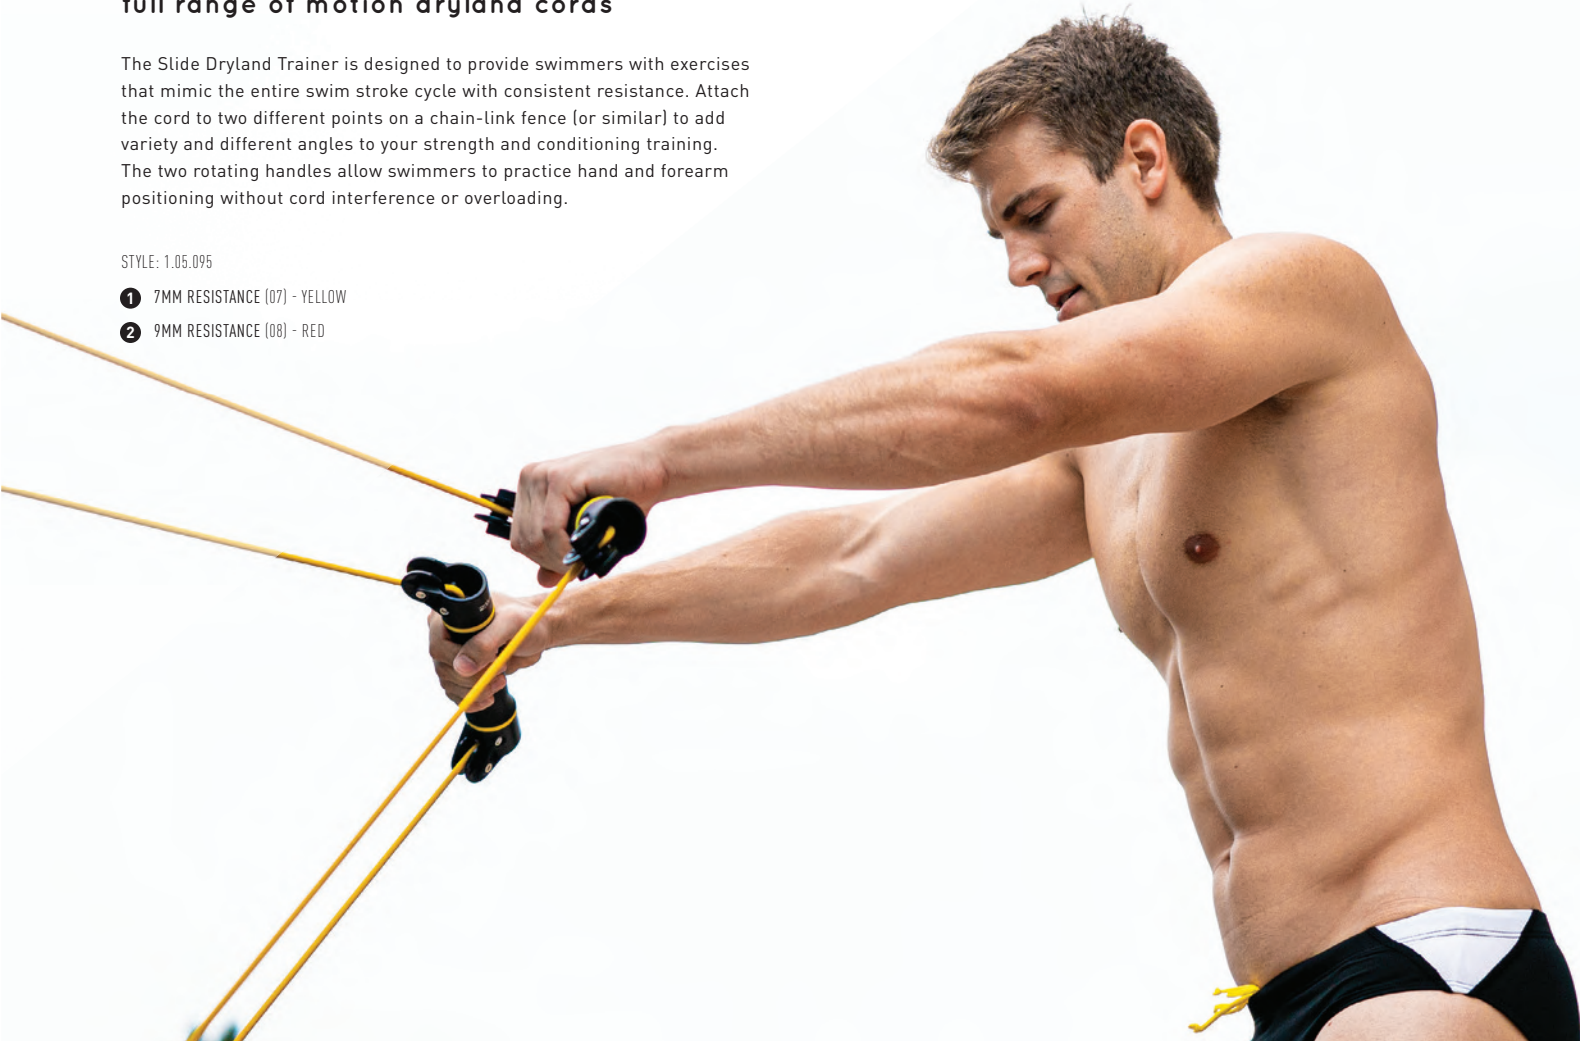 full range of motion dryland cords
The Slide Dryland Trainer is designed to provide swimmers with exercises
that mimic the entire swim stroke cycle with consistent resistance. Attach
the cord to two different points on a chain-link fence (or similar) to add
variety and different angles to your strength and conditioning training.
The two rotating handles allow swimmers to practice hand and forearm
positioning without cord interference or overloading.
STYLE: 1.05.095
1 7MM RESISTANCE (07) - YELLOW
2 9MM RESISTANCE (08) - RED